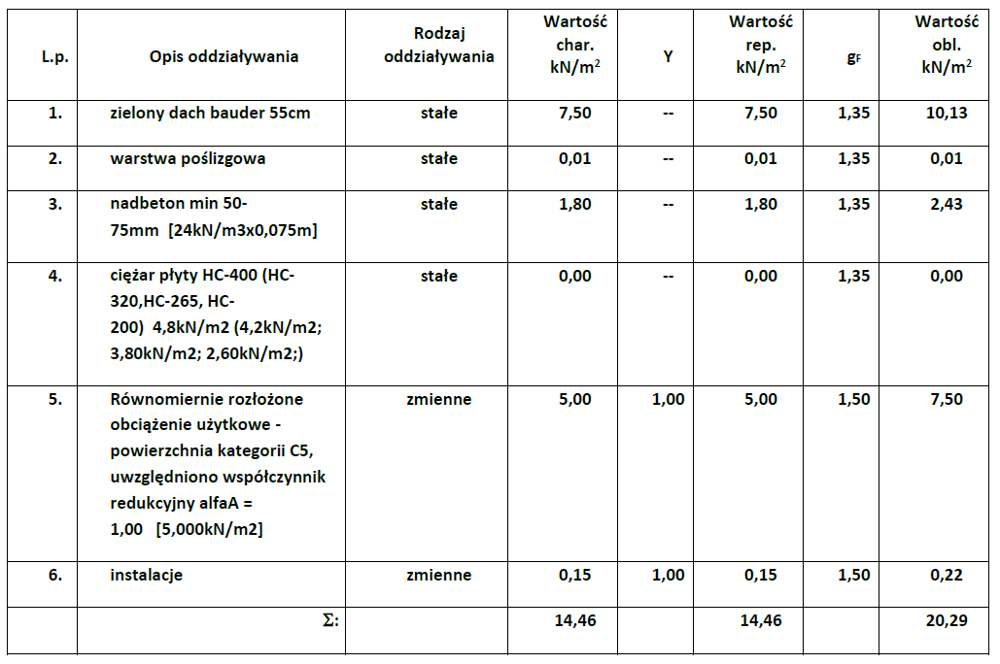 L.p. Opis oddziaływania Rodzaj oddziaływania Wartość char. kN/m² Y Wartość rep. kN/m² gF Wartość obl. kN/m²
1. zielony dach bauder 55cm stałe 7,50 -- 7,50 1,35 10,13
2. warstwa poślizgowa stałe 0,01 -- 0,01 1,35 0,01
3. nadbeton min 50- stałe 1,80 -- 1,80 1,35 2,43
75mm [24kN/m3x0,075m]
4. ciężar płyty HC-400 (HC- stałe 0,00 -- 0,00 1,35 0,00
320,HC-265, HC-
200) 4,8kN/m2 (4,2kN/m2;
3,80kN/m2; 2,60kN/m2;)
5. Równomiernie rozłożone zmienne 5,00 1,00 5,00 1,50 7,50
obciążenie użytkowe -
powierzchnia kategorii C5,
uwzględniono współczynnik
redukcyjny alfaA =
1,00 [5,000kN/m2]
6. instalacje zmienne 0,15 1,00 0,15 1,50 0,22
Σ: 14,46 14,46 20,29